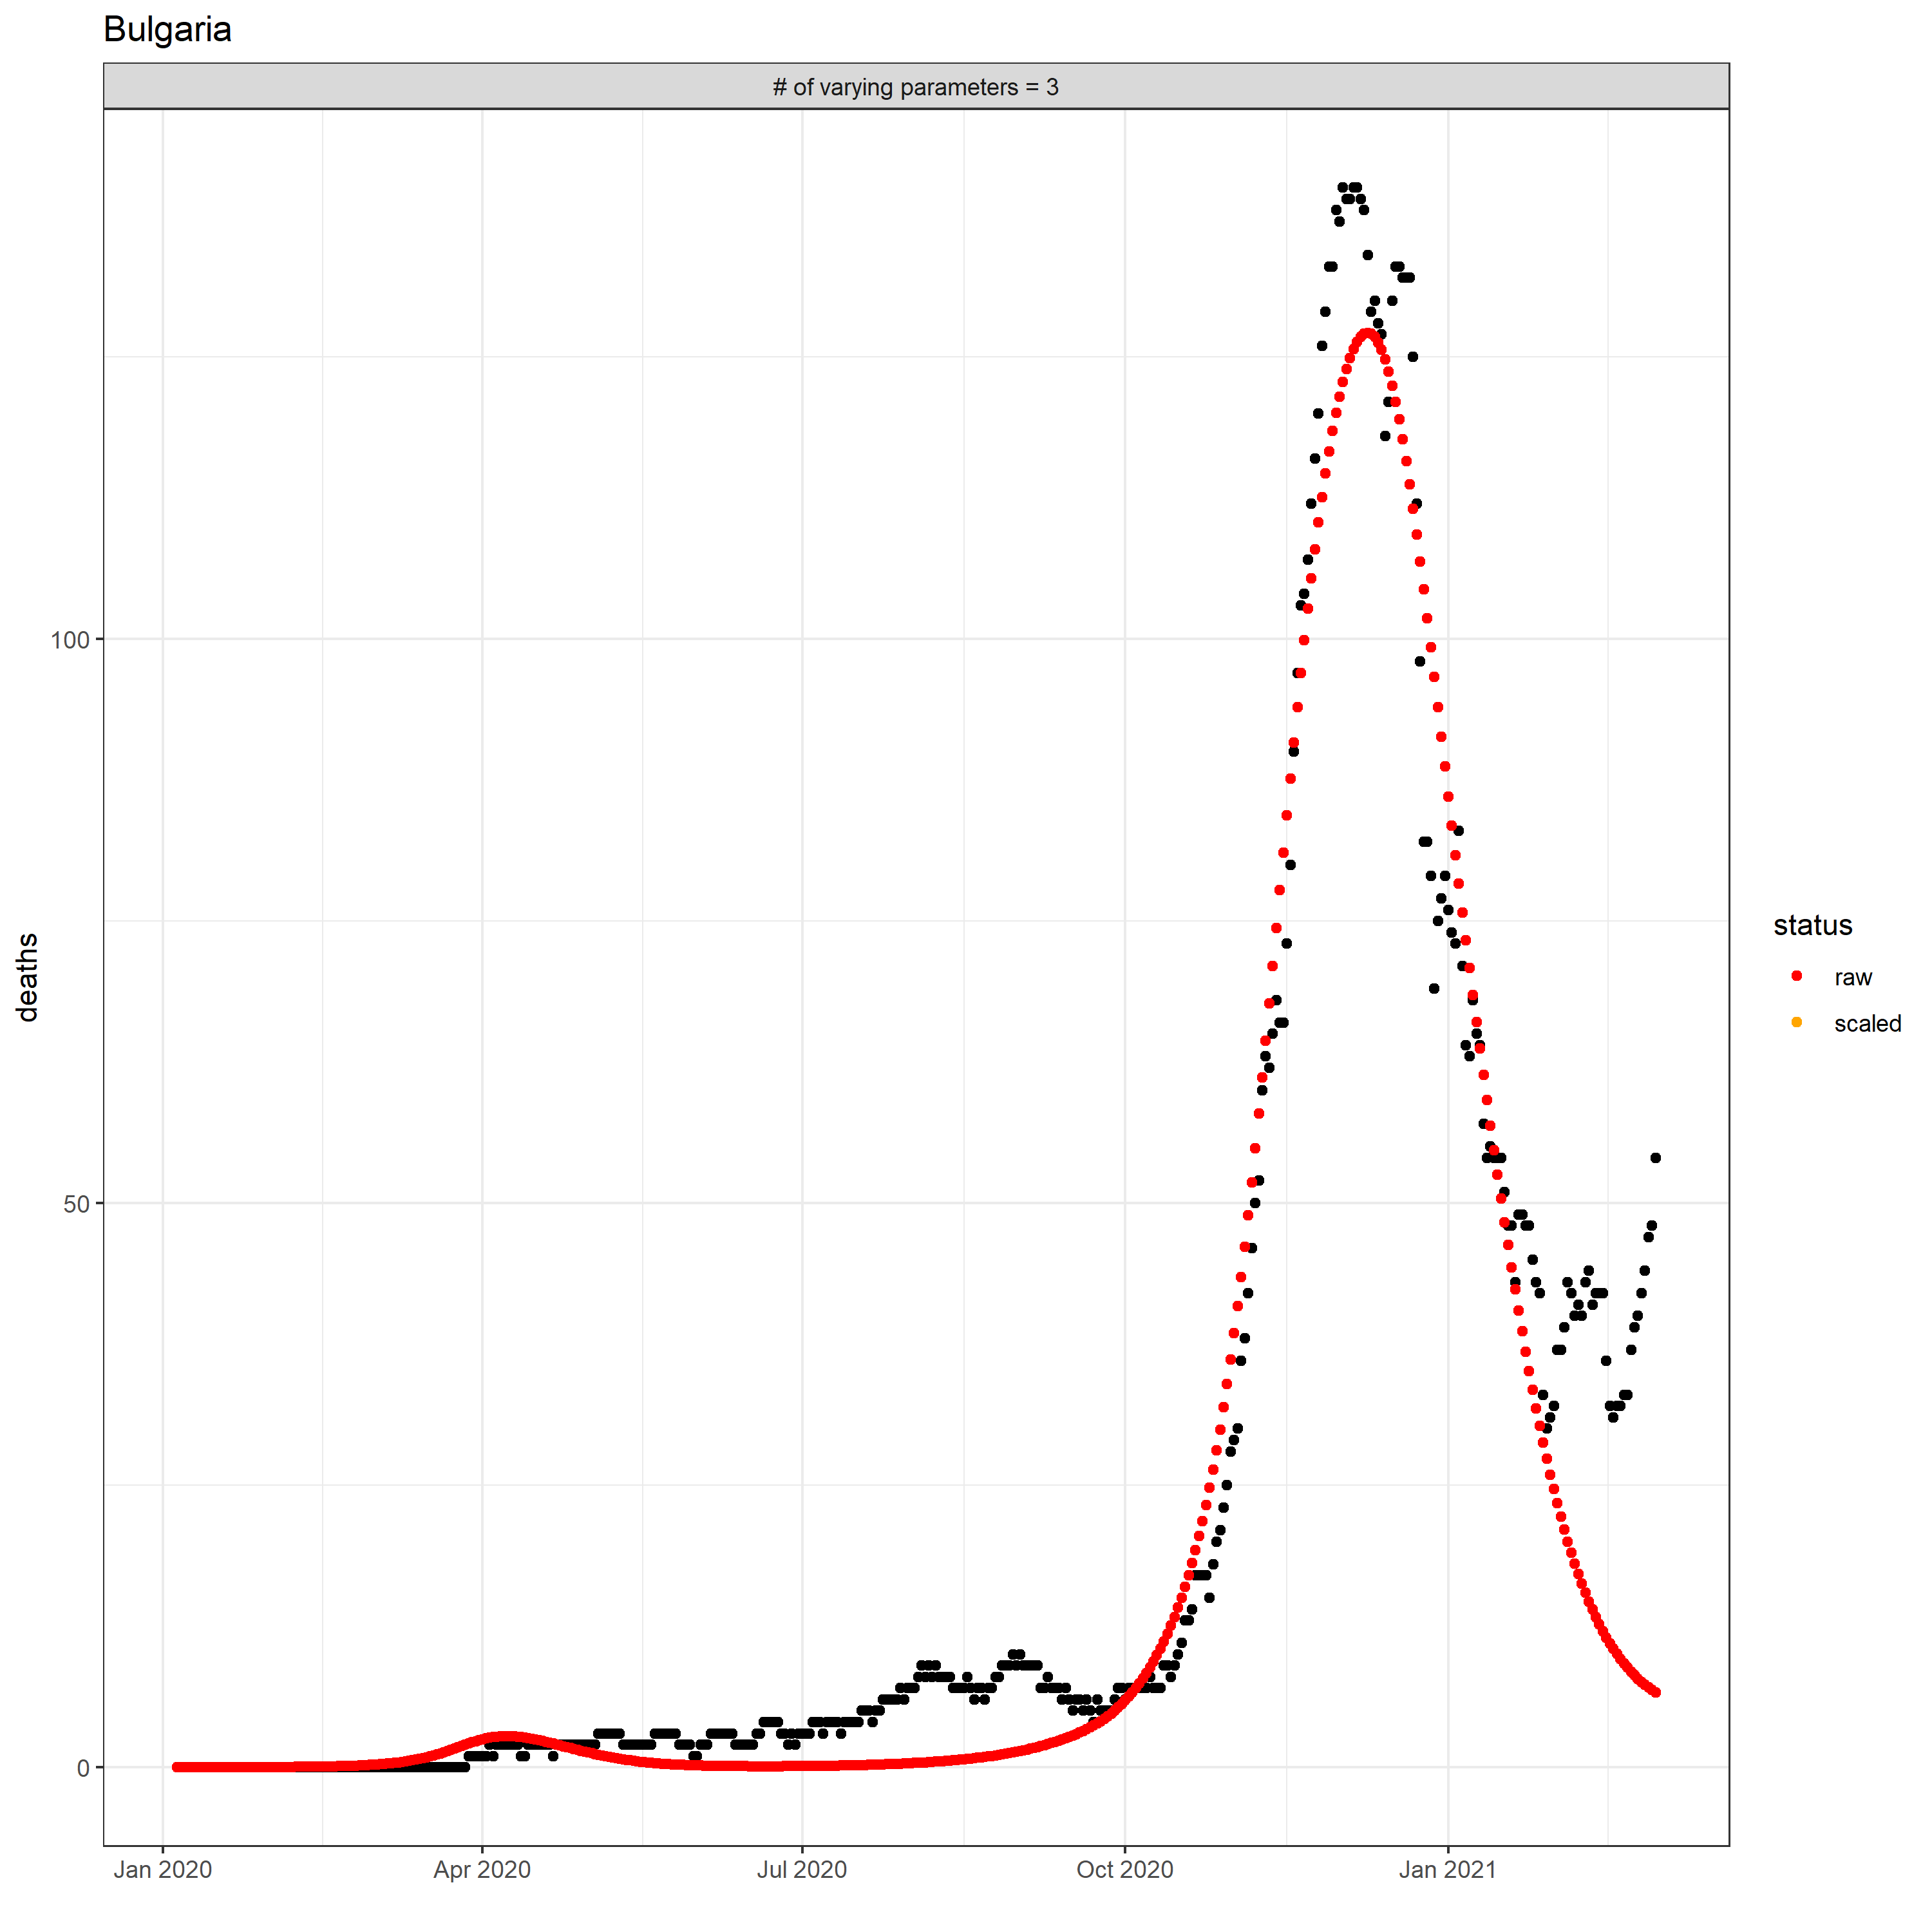 Bulgaria
# of varying parameters = 3
100
50
0
deaths
Jan 2020
Apr 2020
Jul 2020
Oct 2020
Jan 2021
status
raw
scaled